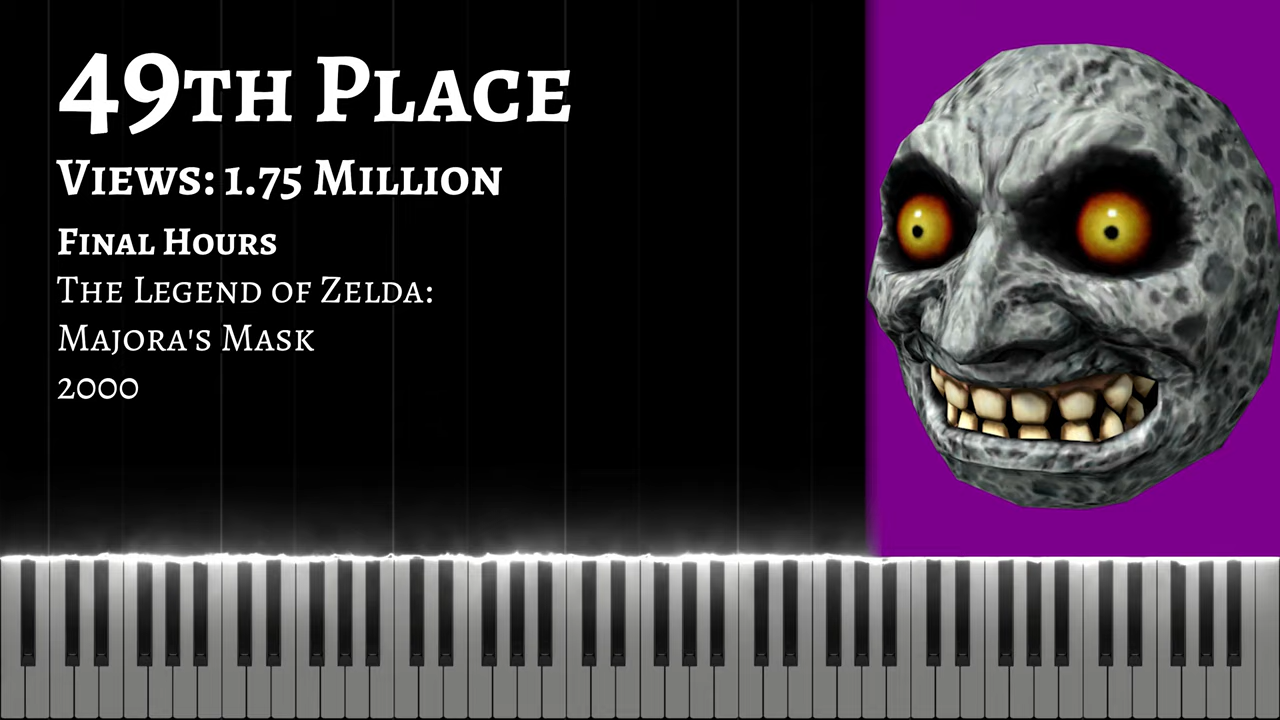 49th Place
Views: 1.75 Million
Final Hours
The Legend of Zelda:
Majora's Mask
2000